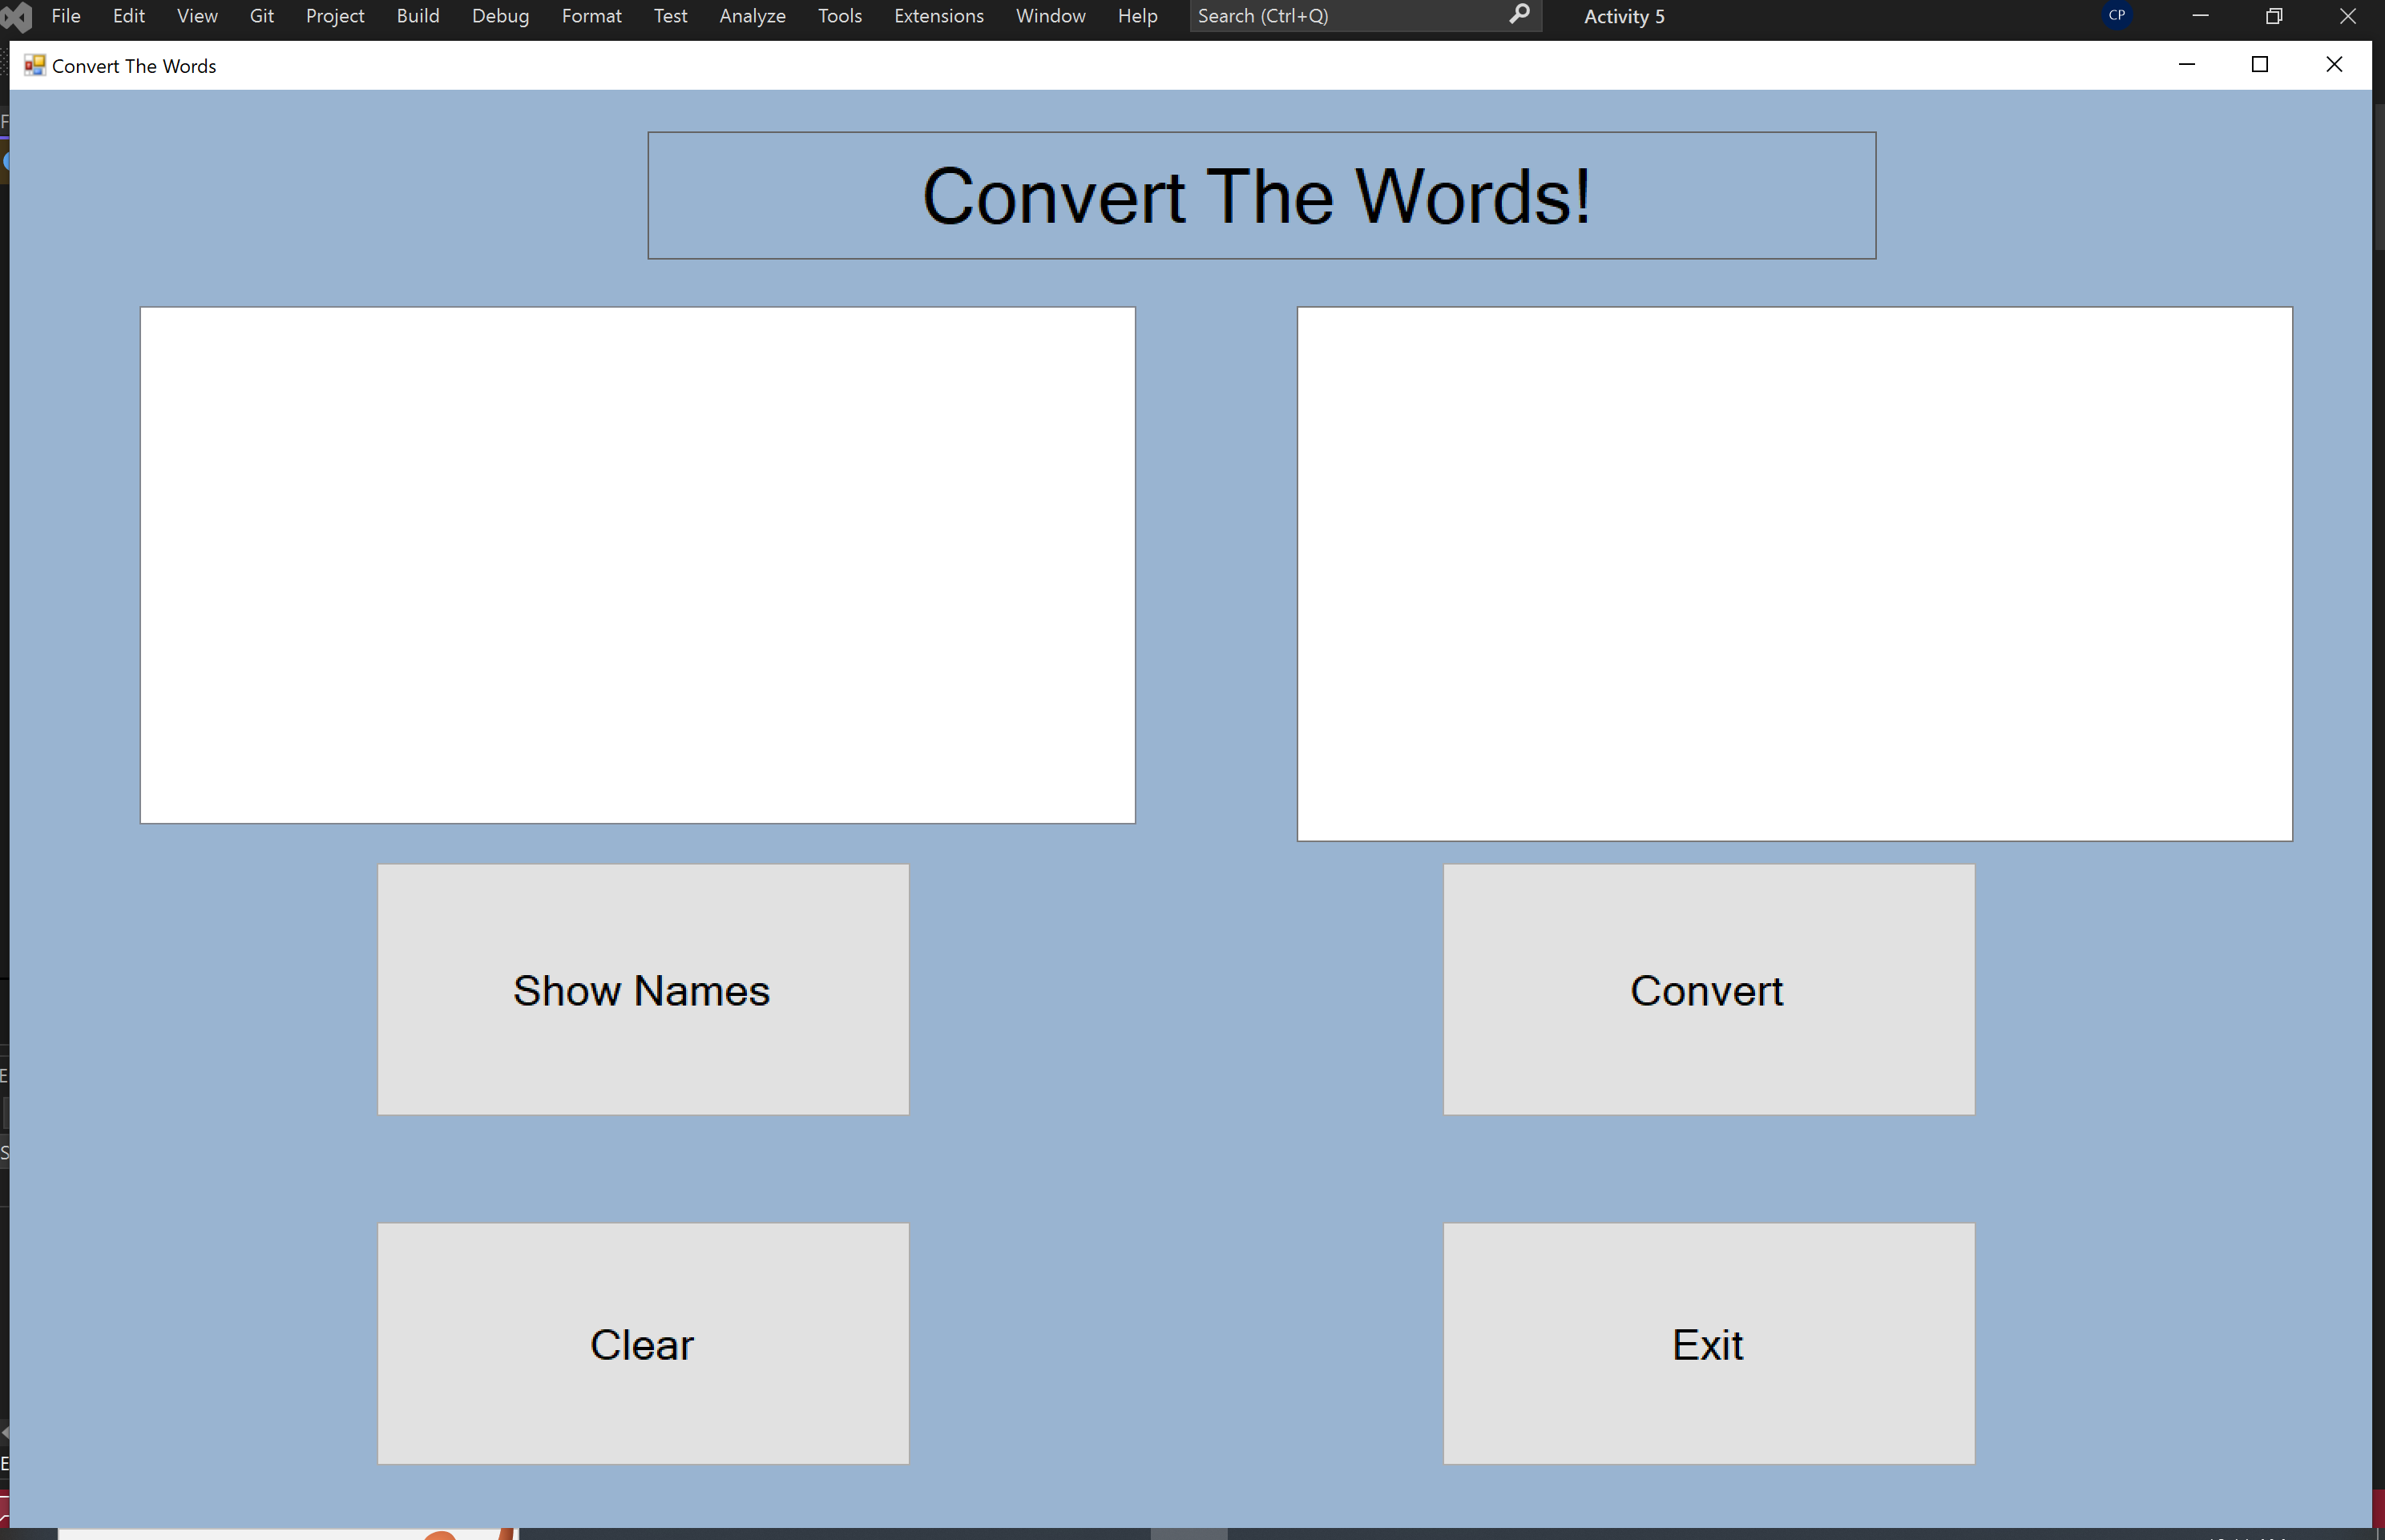 File Edit View Git Project Build Debug Format Test Analyze Tools Extensions Window Help Search (Ctrl+Q) Activity 5 CP
Convert The Words
Convert The Words!
Show Names Convert
Clear Exit